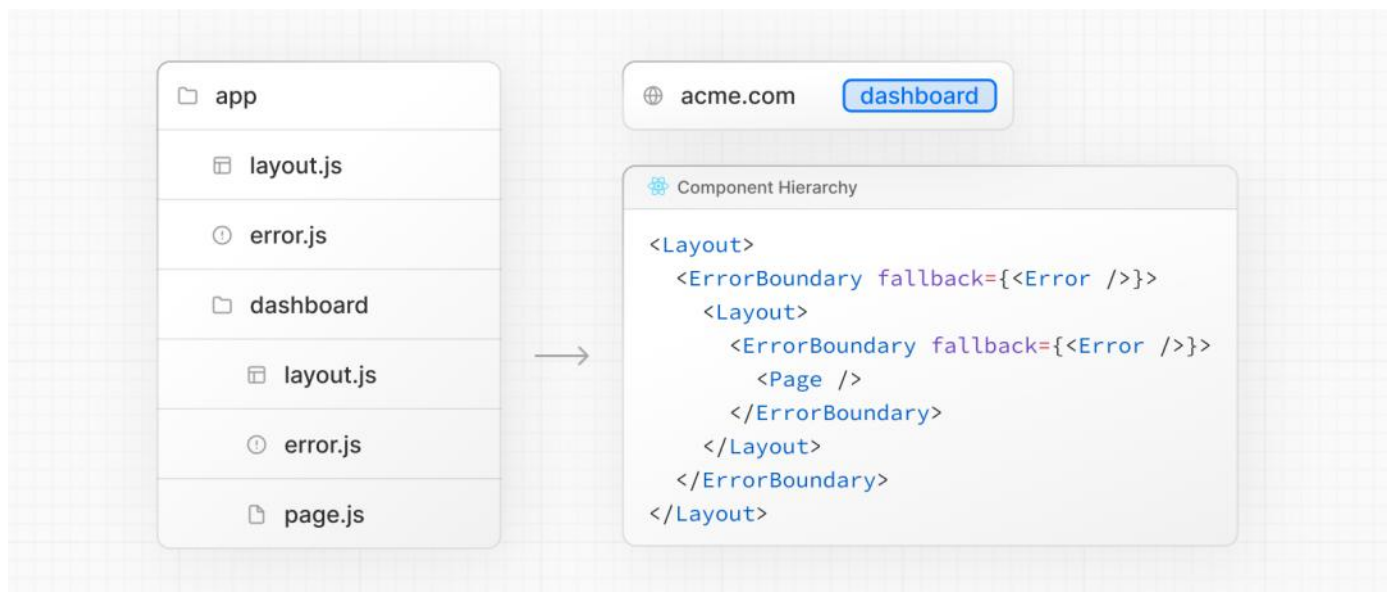 app
layout.js
error.js
dashboard
layout.js
error.js
page.js
acme.com dashboard
Component Hierarchy
<Layout>
  <ErrorBoundary fallback={<Error />}>
    <Layout>
      <ErrorBoundary fallback={<Error />}>
        <Page />
      </ErrorBoundary>
    </Layout>
  </ErrorBoundary>
</Layout>